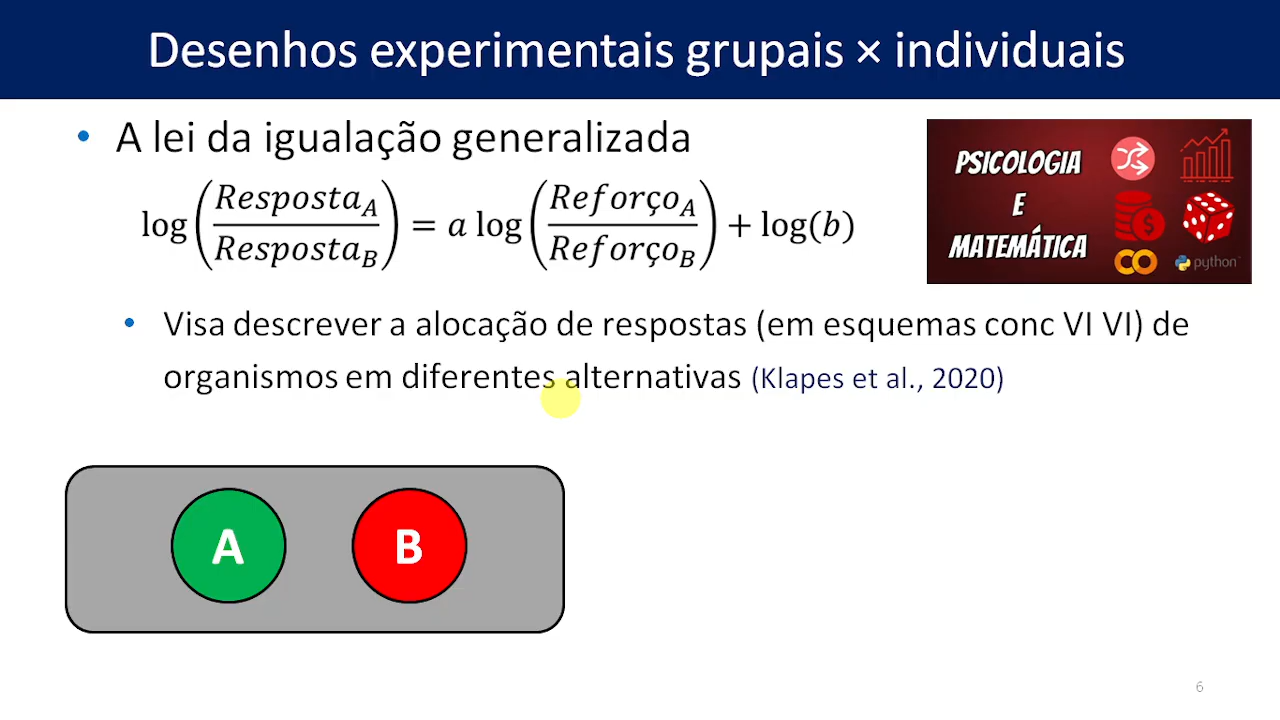 Desenhos experimentais grupais × individuais
• A lei da igualação generalizada
log(Resposta_A / Resposta_B) = a log(Reforço_A / Reforço_B) + log(b)
PSICOLOGIA
E
MATEMÁTICA
python
• Visa descrever a alocação de respostas (em esquemas conc VI VI) de
organismos em diferentes alternativas (Klapes et al., 2020)
A B
6